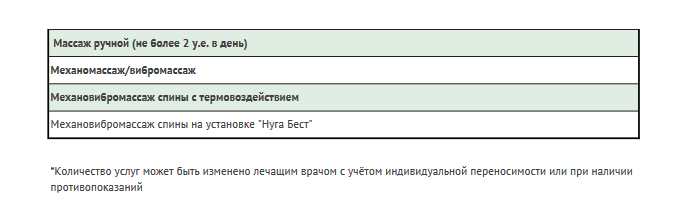 Массаж ручной (не более 2 у.е. в день)
Механомассаж/вибромассаж
Механовибромассаж спины с термовоздействием
Механовибромассаж спины на установке "Нуга Бест"
*Количество услуг может быть изменено лечащим врачом с учётом индивидуальной переносимости или при наличии
противопоказаний